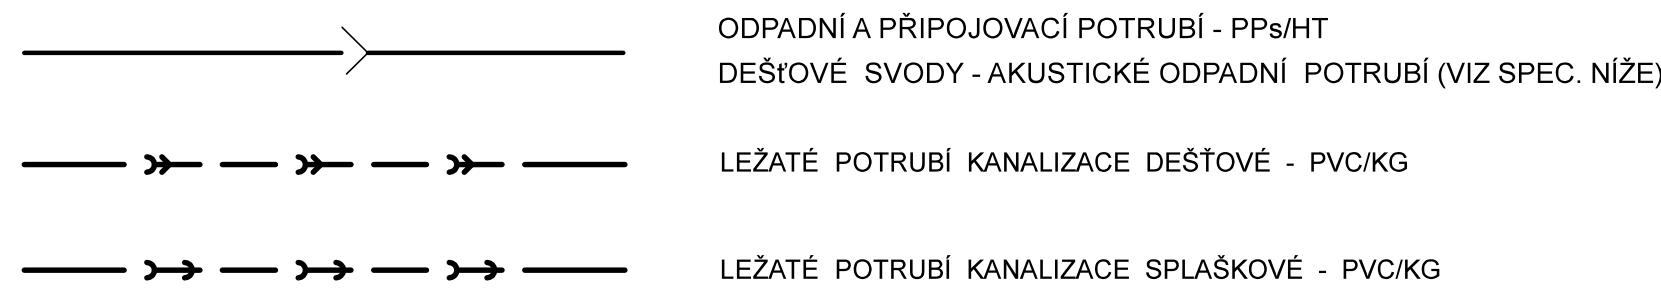 ODPADNÍ A PŘIPOJOVACÍ POTRUBÍ - PPs/HT
DEŠťOVÉ SVODY - AKUSTICKÉ ODPADNÍ POTRUBÍ (VIZ SPEC. NÍŽE)
LEŽATÉ POTRUBÍ KANALIZACE DEŠŤOVÉ - PVC/KG
LEŽATÉ POTRUBÍ KANALIZACE SPLAŠKOVÉ - PVC/KG